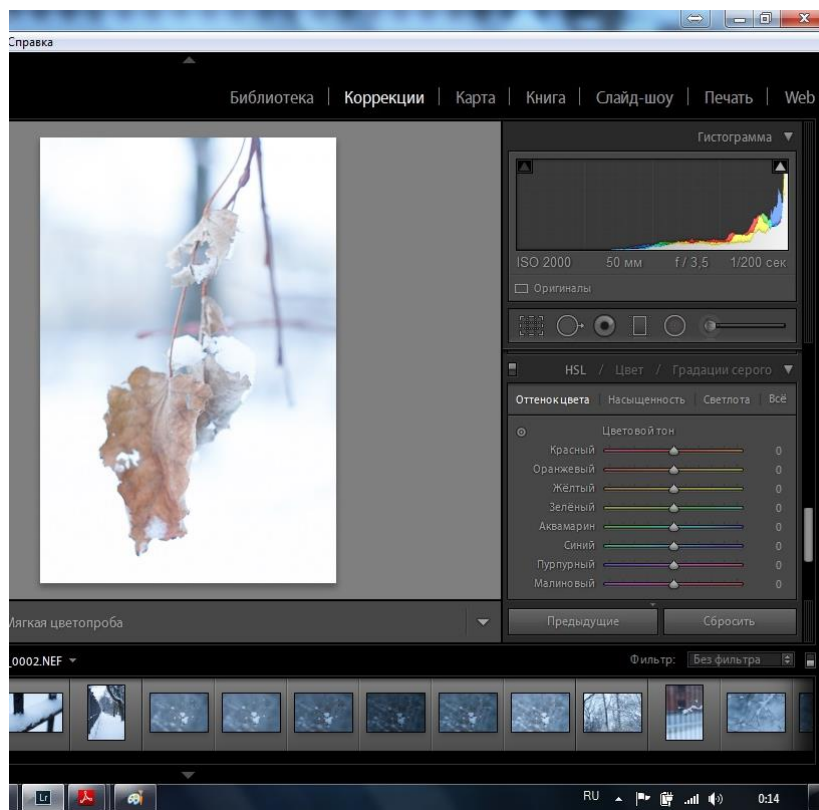 Справка
Библиотека | Коррекции | Карта | Книга | Слайд-шоу | Печать | Web
Гистограмма
ISO 2000 50 мм f / 3,5 1/200 сек
Оригиналы
HSL / Цвет / Градации серого
Оттенок цвета | Насыщенность | Светлота | Всё
Цветовой тон
Красный 0
Оранжевый 0
Жёлтый 0
Зелёный 0
Аквамарин 0
Синий 0
Пурпурный 0
Малиновый 0
Мягкая цветопроба
Предыдущие Сбросить
_0002.NEF
Фильтр: Без фильтра
Lr RU 0:14